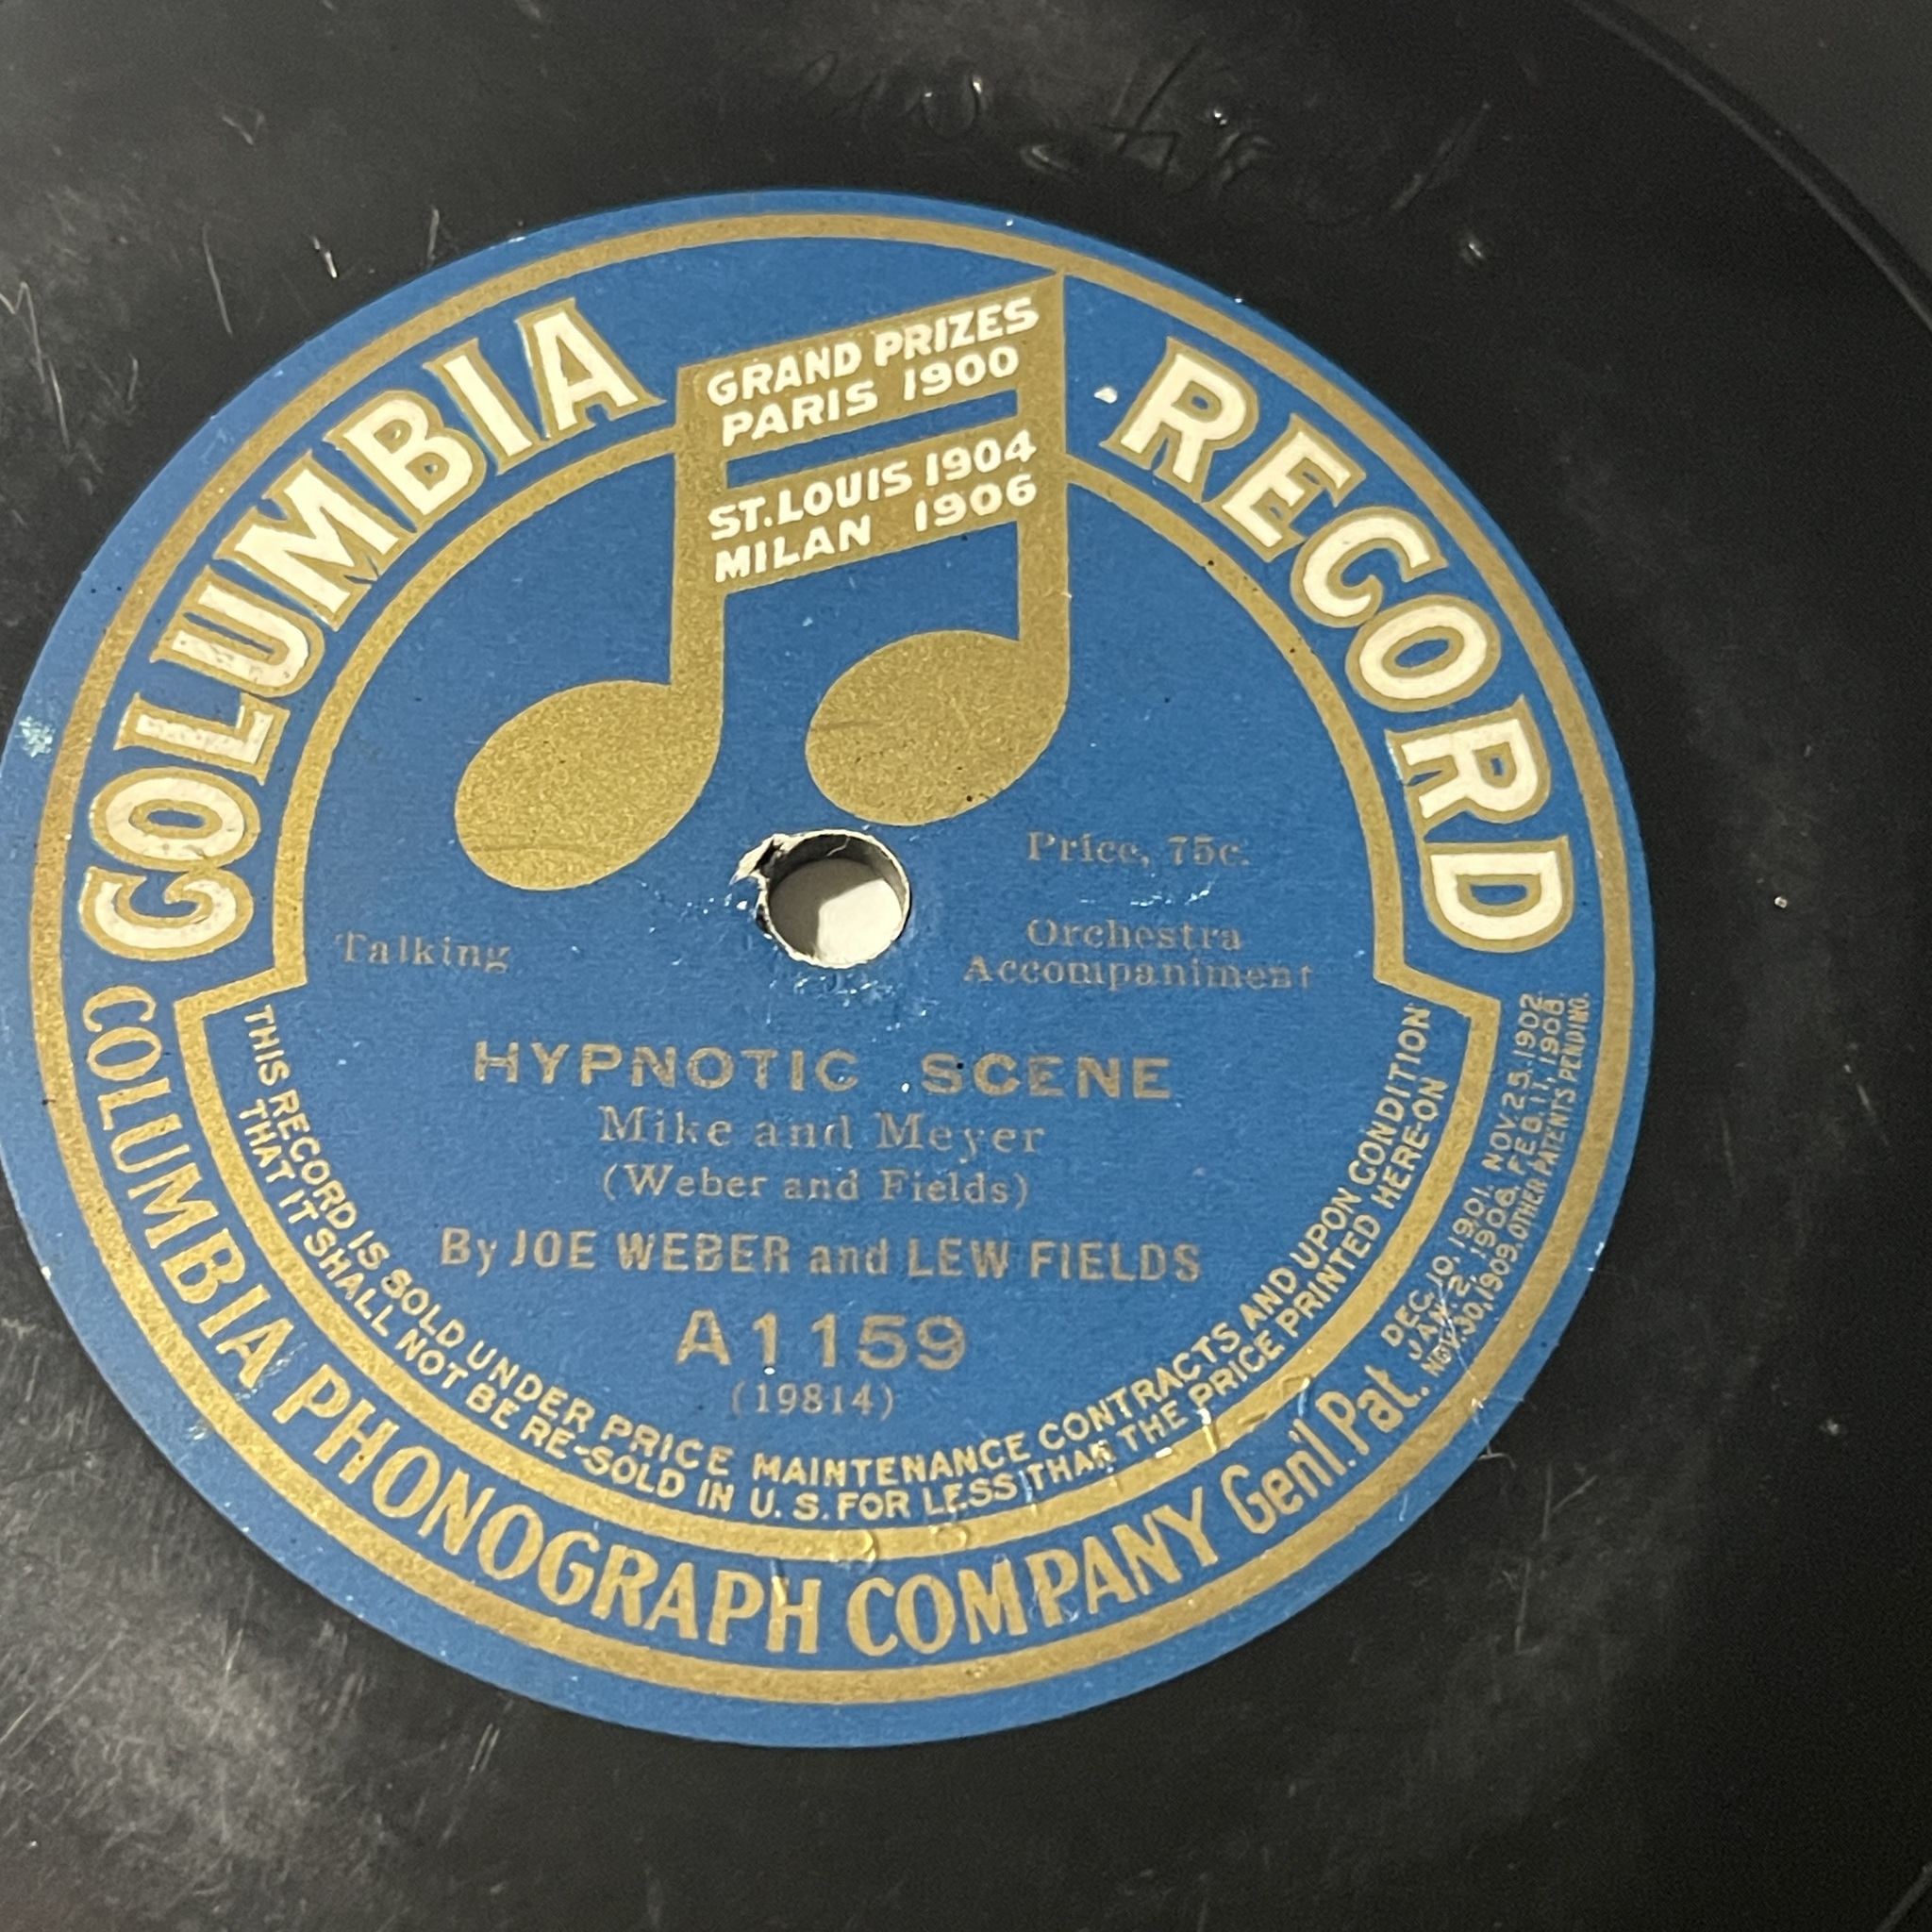 COLUMBIA RECORD
GRAND PRIZES
PARIS 1900
ST. LOUIS 1904
MILAN 1906
Price, 75c.
Talking
Orchestra
Accompaniment
HYPNOTIC SCENE
Mike and Meyer
(Weber and Fields)
By JOE WEBER and LEW FIELDS
A1159
(19814)
THIS RECORD IS SOLD UNDER PRICE MAINTENANCE CONTRACTS AND UPON CONDITION
THAT IT SHALL NOT BE RE-SOLD IN U. S. FOR LESS THAN THE PRICE PRINTED HERE-ON
COLUMBIA PHONOGRAPH COMPANY Gen'l. Pat.
DEC. 10, 1901. NOV. 25, 1902.
JAN. 2, 1906. FEB. 11, 1908.
NOV. 30, 1909. OTHER PATENTS PENDING.